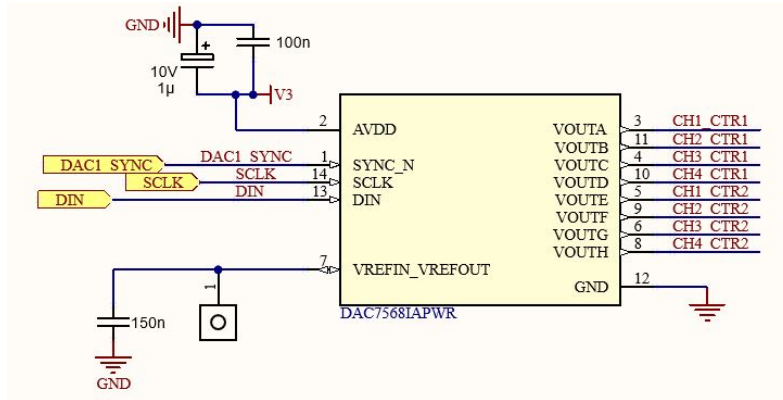 GND
100n
10V
1µ
V3
2
AVDD
DAC1_SYNC
DAC1_SYNC
1
SYNC_N
SCLK
SCLK
14
SCLK
DIN
DIN
13
DIN
7
VREFIN_VREFOUT
1
150n
GND
VOUTA
3
CH1_CTR1
VOUTB
11
CH2_CTR1
VOUTC
4
CH3_CTR1
VOUTD
10
CH4_CTR1
VOUTE
5
CH1_CTR2
VOUTF
9
CH2_CTR2
VOUTG
6
CH3_CTR2
VOUTH
8
CH4_CTR2
GND
12
DAC7568IAPWR